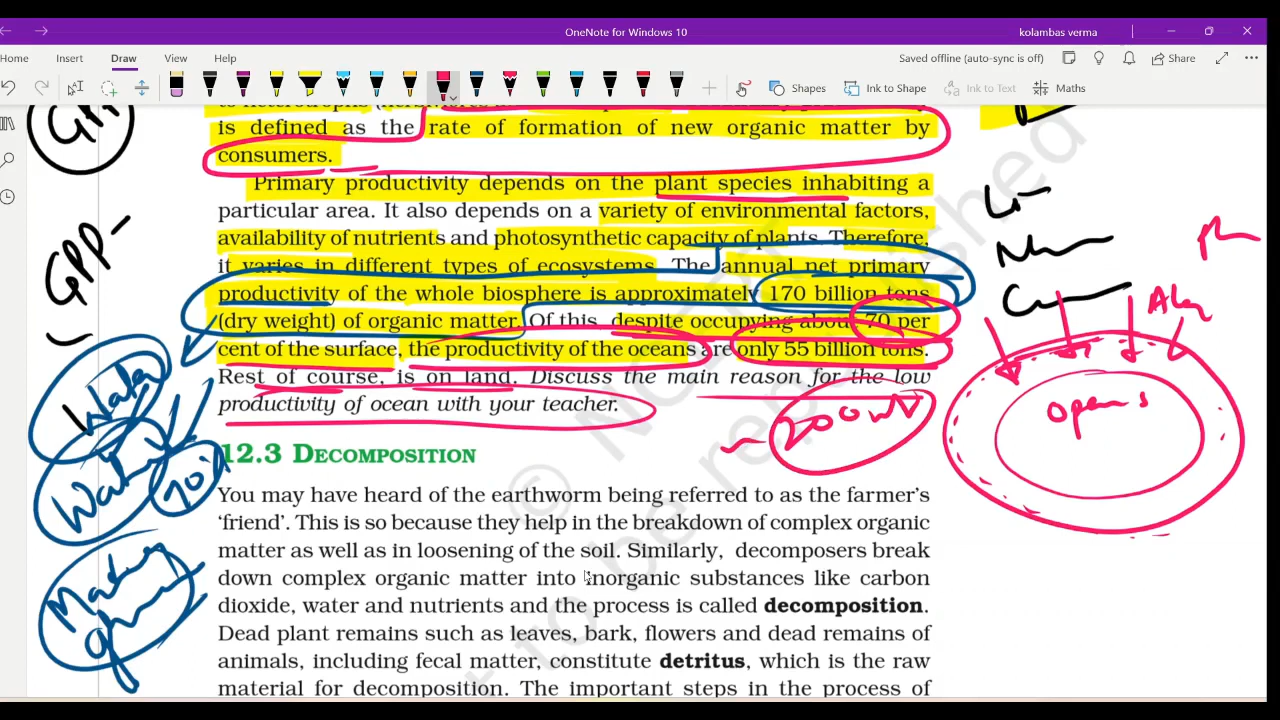 OneNote for Windows 10
kolambas verma
Home Insert Draw View Help
Saved offline (auto-sync is off)
Share
Shapes
Ink to Shape
Ink to Text
Maths
is defined as the rate of formation of new organic matter by
consumers.
Primary productivity depends on the plant species inhabiting a
particular area. It also depends on a variety of environmental factors,
availability of nutrients and photosynthetic capacity of plants. Therefore,
it varies in different types of ecosystems. The annual net primary
productivity of the whole biosphere is approximately 170 billion tons
(dry weight) of organic matter. Of this, despite occupying about 70 per
cent of the surface, the productivity of the oceans are only 55 billion tons.
Rest of course, is on land. Discuss the main reason for the low
productivity of ocean with your teacher.
12.3 DECOMPOSITION
You may have heard of the earthworm being referred to as the farmer's
'friend'. This is so because they help in the breakdown of complex organic
matter as well as in loosening of the soil. Similarly, decomposers break
down complex organic matter into inorganic substances like carbon
dioxide, water and nutrients and the process is called decomposition.
Dead plant remains such as leaves, bark, flowers and dead remains of
animals, including fecal matter, constitute detritus, which is the raw
material for decomposition. The important steps in the process of
GPP-
Water
200